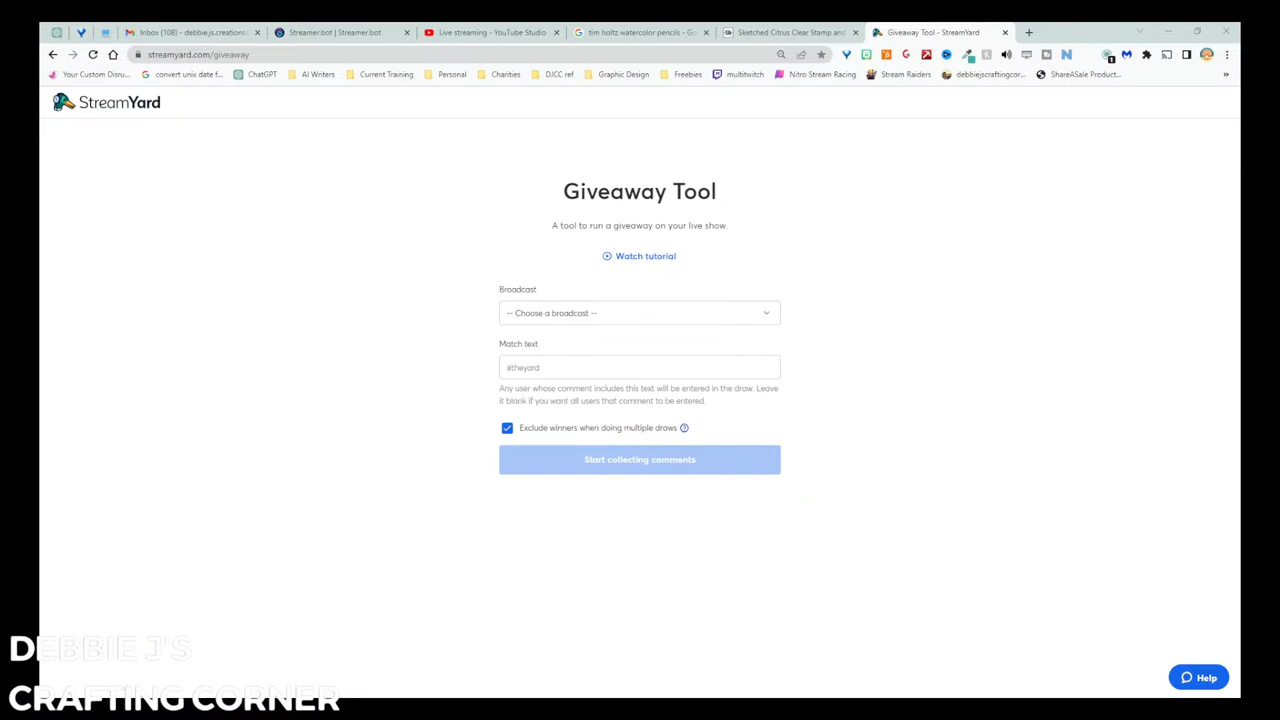 Inbox (108) - debbie.js.creations
Streamer.bot | Streamer.bot
Live streaming - YouTube Studio
tim holtz watercolor pencils - Go
Sketched Citrus Clear Stamp and
Giveaway Tool - StreamYard
streamyard.com/giveaway
Your Custom Disru...
convert unix date f...
ChatGPT
AI Writers
Current Training
Personal
Charities
DJCC ref
Graphic Design
Freebies
multitwitch
Nitro Stream Racing
Stream Raiders
debbiejscraftingcor...
ShareASale Product...
StreamYard
Giveaway Tool
A tool to run a giveaway on your live show.
Watch tutorial
Broadcast
-- Choose a broadcast --
Match text
#theyard
Any user whose comment includes this text will be entered in the draw. Leave
it blank if you want all users that comment to be entered.
Exclude winners when doing multiple draws
Start collecting comments
DEBBIE J'S
CRAFTING CORNER
Help